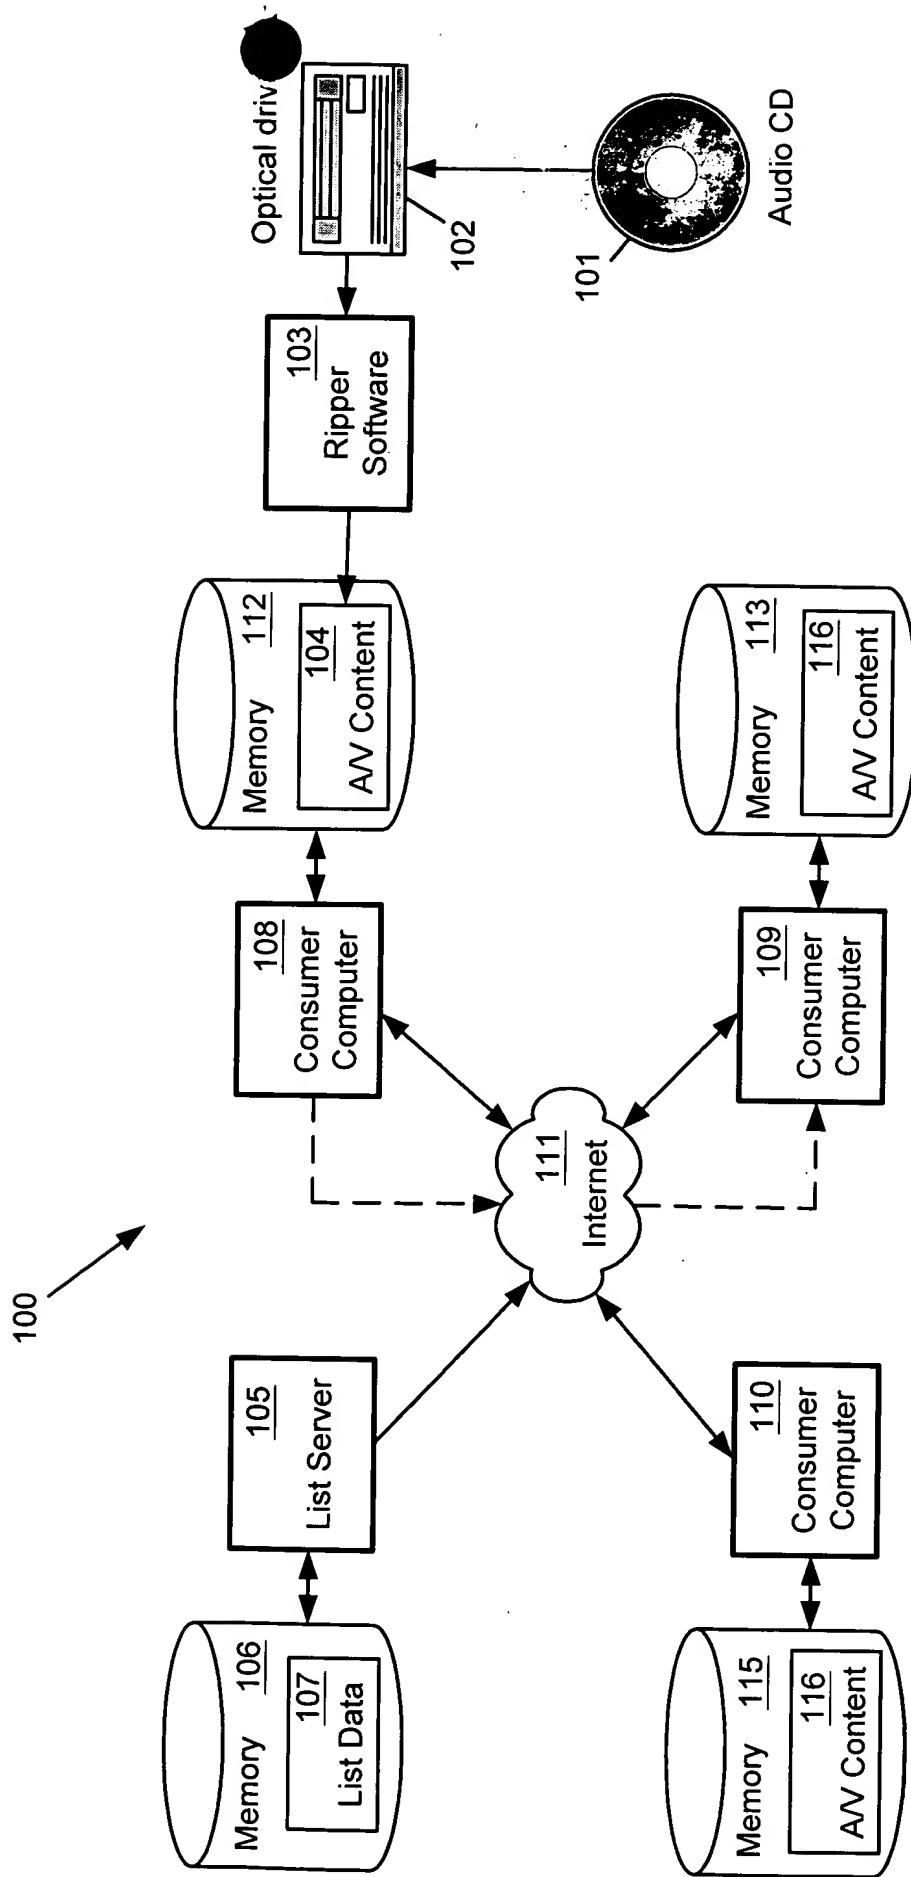 100
Memory
106
107
List Data
105
List Server
108
Consumer
Computer
Memory
112
104
A/V Content
103
Ripper
Software
Optical driv
102
101
Audio CD
111
Internet
Memory
115
116
A/V Content
110
Consumer
Computer
109
Consumer
Computer
Memory
113
116
A/V Content